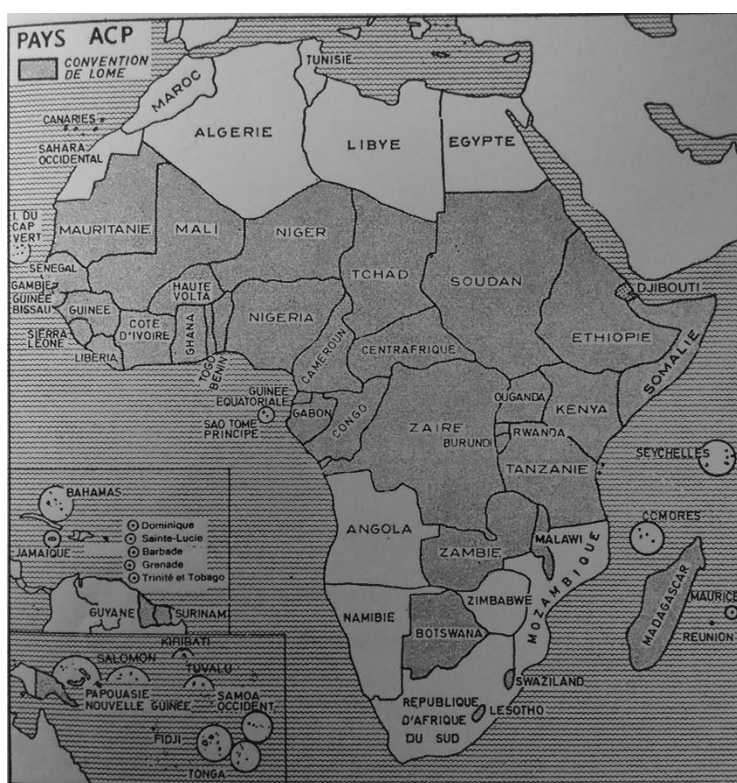 PAYS ACP
CONVENTION
DE LOME
TUNISIE
MAROC
CANARIES
ALGERIE
LIBYE
EGYPTE
SAHARA
OCCIDENTAL
I. DU
CAP
VERT
MAURITANIE
MALI
NIGER
TCHAD
SOUDAN
SENEGAL
GAMBIE
GUINÉE
BISSAU
GUINEE
HAUTE
VOLTA
DJIBOUTI
NIGERIA
ETHIOPIE
SIERRA
LEONE
COTE
D'IVOIRE
GHANA
LIBERIA
TOGO
BENIN
CAMEROUN
CENTRAFRIQUE
SOMALIE
GUINEE
EQUATORIALE
SAO TOME
PRINCIPE
GABON
CONGO
ZAIRE
OUGANDA
KENYA
RWANDA
BURUNDI
TANZANIE
SEYCHELLES
BAHAMAS
JAMAIQUE
Dominique
Sainte-Lucie
Barbade
Grenade
Trinité et Tobago
GUYANE
SURINAM
ANGOLA
ZAMBIE
MALAWI
COMORES
MOZAMBIQUE
ZIMBABWE
NAMIBIE
BOTSWANA
MADAGASCAR
MAURICE
REUNION
SWAZILAND
LESOTHO
REPUBLIQUE
D'AFRIQUE
DU SUD
KIRIBATI
SALOMON
TUVALU
PAPOUASIE
NOUVELLE GUINÉE
SAMOA
OCCIDENT.
FIDJI
TONGA